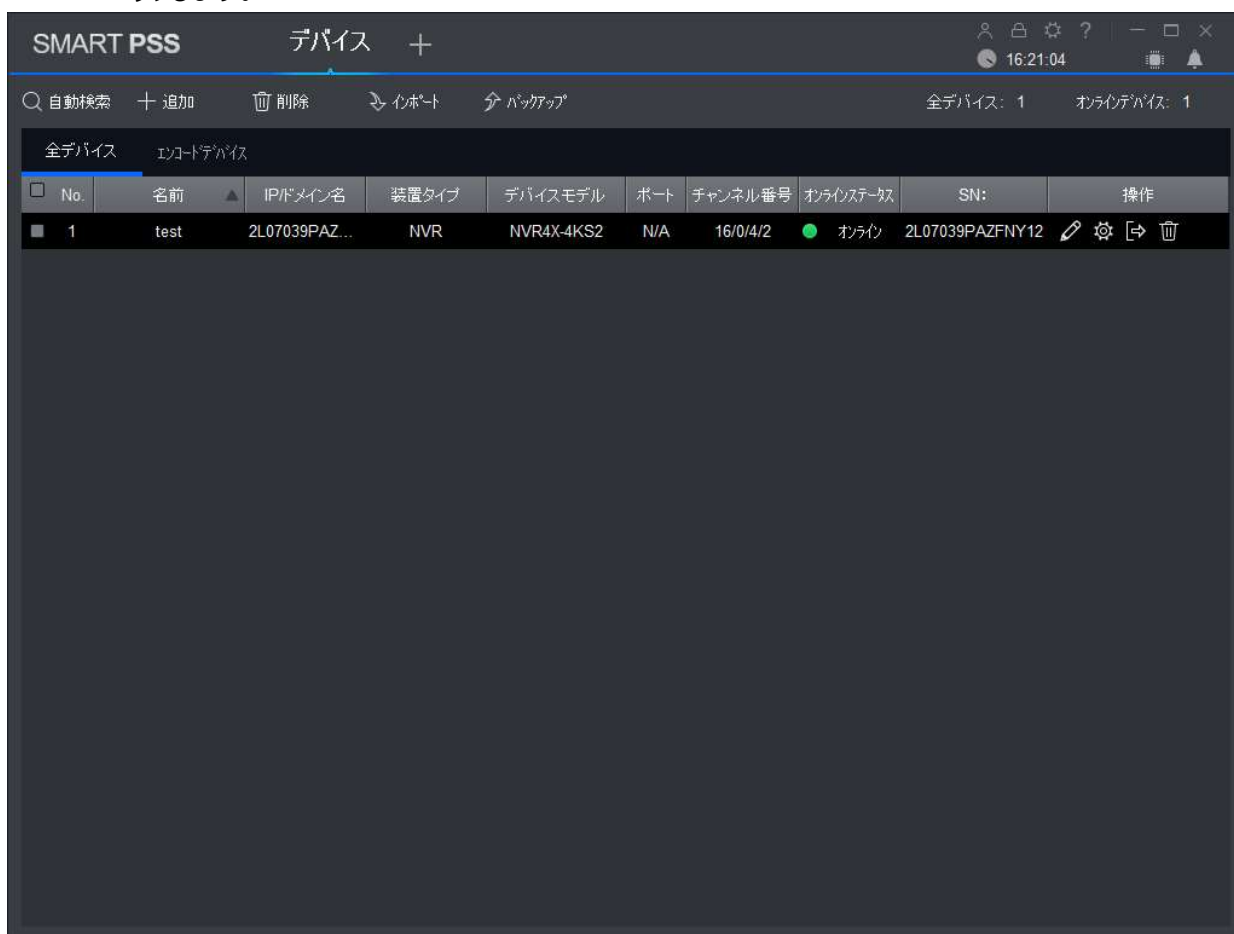 SMART PSS デバイス
?
16:21:04
自動検索 追加 削除 インポート バックアップ 全デバイス: 1 オンラインデバイス: 1
全デバイス エンコードデバイス
No. 名前 IP/ドメイン名 装置タイプ デバイスモデル ポート チャンネル番号 オンラインステータス SN: 操作
1 test 2L07039PAZ... NVR NVR4X-4KS2 N/A 16/0/4/2 オンライン 2L07039PAZFNY12